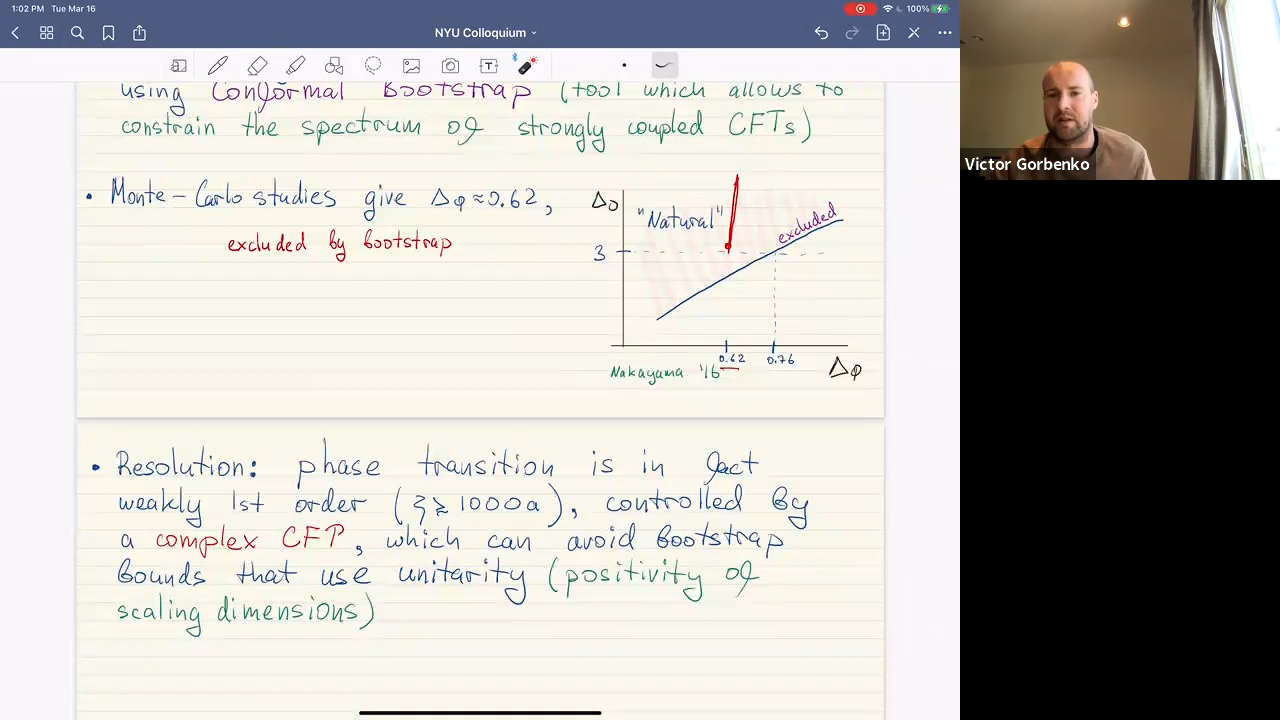 1:02 PM Tue Mar 16
100%
NYU Colloquium
using Conformal Bootstrap (tool which allows to
constrain the spectrum of strongly coupled CFTs)
• Monte-Carlo studies give Δφ≈0.62,
excluded by bootstrap
Δ0
"Natural"
excluded
3
0.62
0.76
Nakayama '16
Δφ
• Resolution: phase transition is in fact
weakly 1st order (ξ≳1000a), controlled by
a complex CFT, which can avoid Bootstrap
Bounds that use unitarity (positivity of
scaling dimensions)
Victor Gorbenko